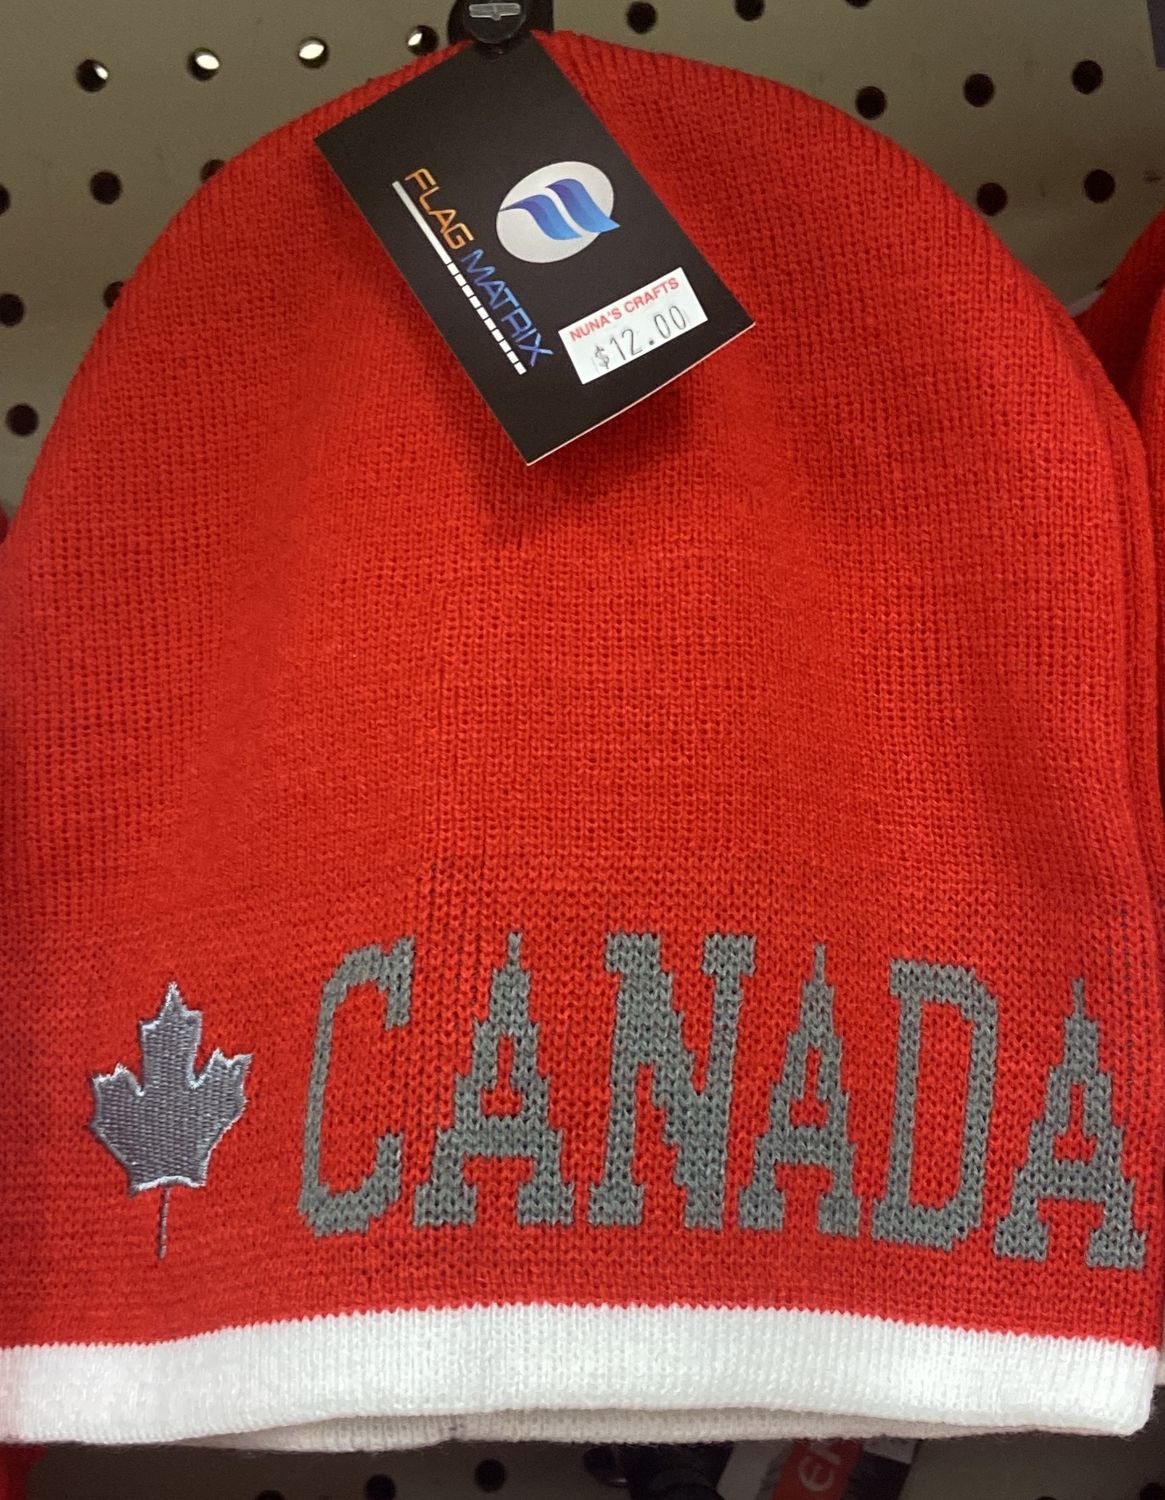 FLAG MATRIX
NUNA'S CRAFTS
$12.00
CANADA